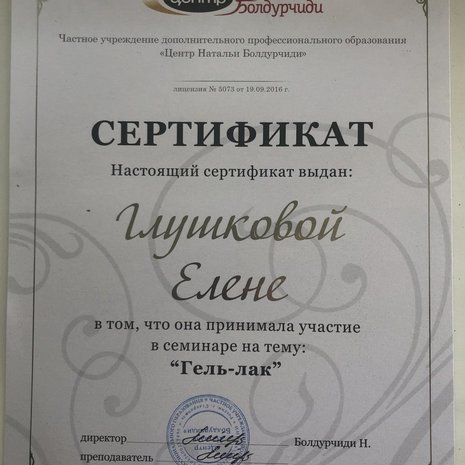 Центр
Болдурчиди
Частное учреждение дополнительного профессионального образования
«Центр Натальи Болдурчиди»
лицензия № 5073 от 19.09.2016 г.
СЕРТИФИКАТ
Настоящий сертификат выдан:
Глушковой
Елене
в том, что она принимала участие
в семинаре на тему:
“Гель-лак”
директор
Болдурчиди Н.
преподаватель